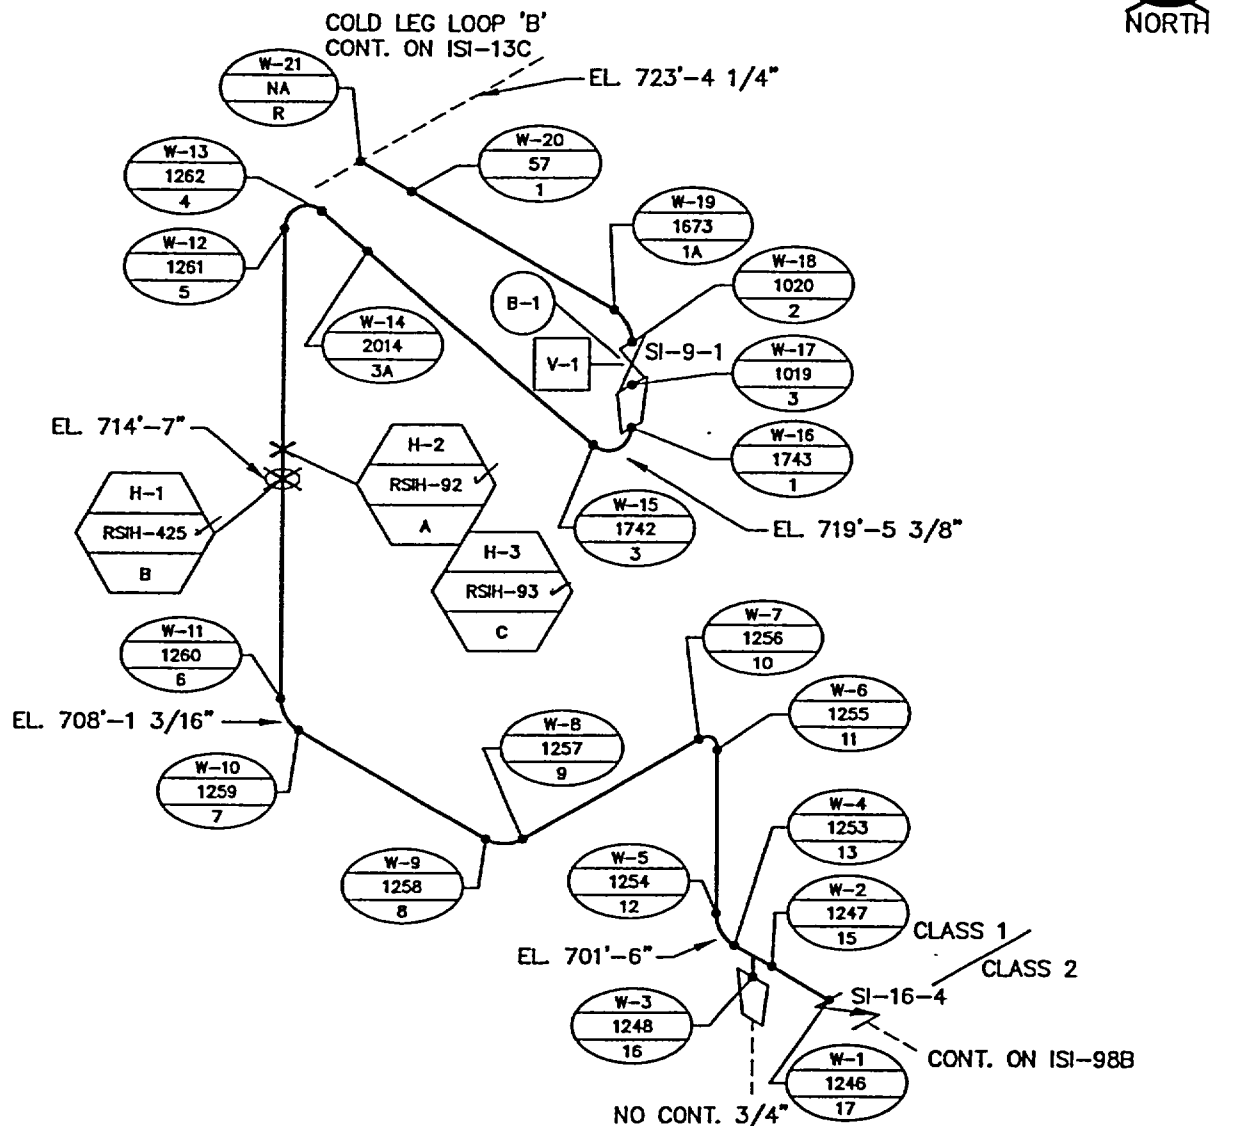 NORTH
COLD LEG LOOP 'B'
CONT. ON ISI-13C
EL. 723'-4 1/4"
W-21
NA
R
W-20
57
1
W-13
1262
4
W-19
1673
1A
W-12
1261
5
W-18
1020
2
B-1
W-14
2014
3A
V-1
SI-9-1
W-17
1019
3
EL. 714'-7"
H-2
RSIH-92
A
W-16
1743
1
H-1
RSIH-425
B
W-15
1742
3
EL. 719'-5 3/8"
H-3
RSIH-93
C
W-11
1260
6
W-7
1256
10
EL. 708'-1 3/16"
W-6
1255
11
W-8
1257
9
W-10
1259
7
W-4
1253
13
W-9
1258
8
W-5
1254
12
W-2
1247
15
CLASS 1
CLASS 2
EL. 701'-6"
SI-16-4
W-3
1248
16
CONT. ON ISI-98B
W-1
1246
17
NO CONT. 3/4"